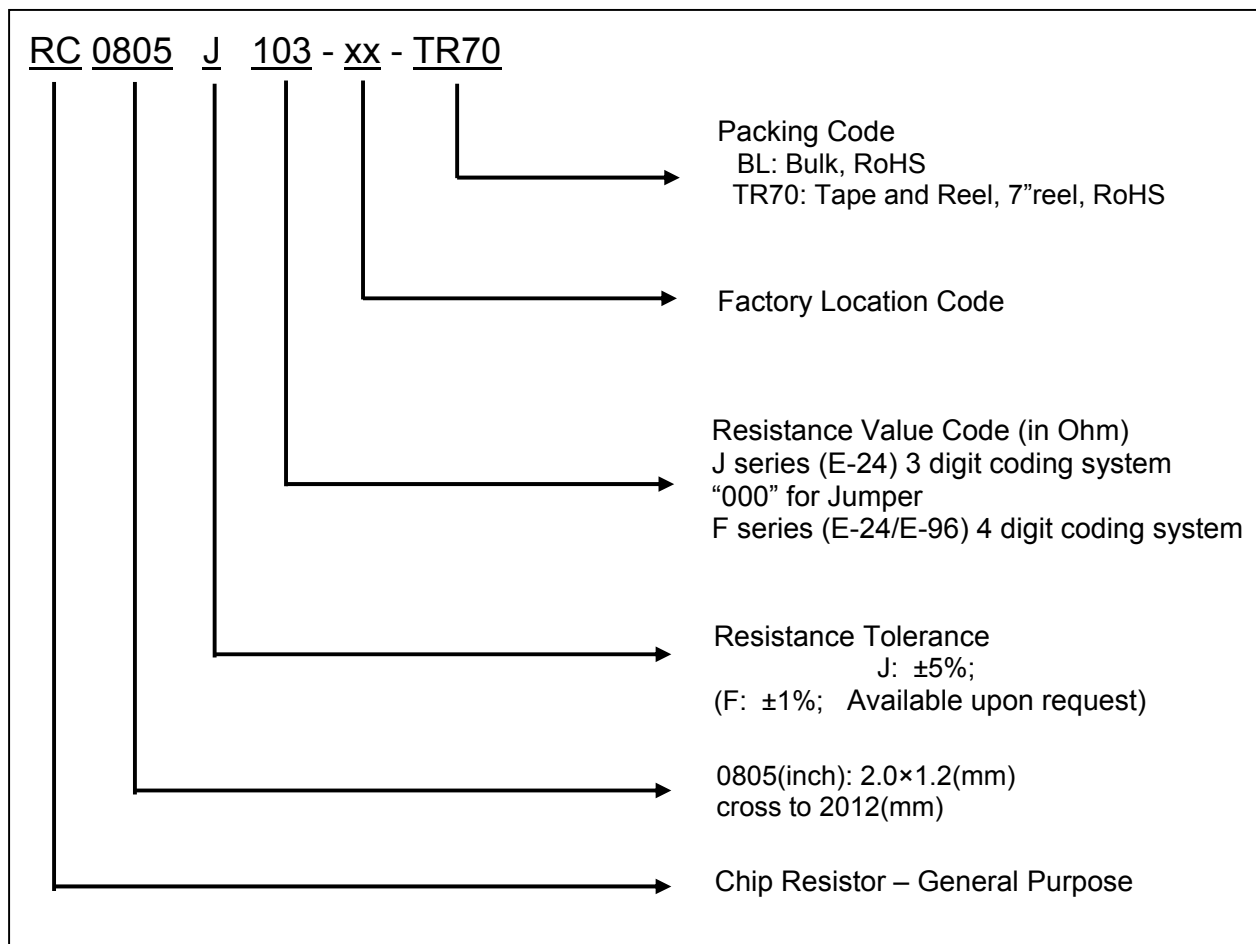 RC 0805 J 103 - xx - TR70
Packing Code
BL: Bulk, RoHS
TR70: Tape and Reel, 7”reel, RoHS
Factory Location Code
Resistance Value Code (in Ohm)
J series (E-24) 3 digit coding system
“000” for Jumper
F series (E-24/E-96) 4 digit coding system
Resistance Tolerance
J: ±5%;
(F: ±1%; Available upon request)
0805(inch): 2.0×1.2(mm)
cross to 2012(mm)
Chip Resistor – General Purpose